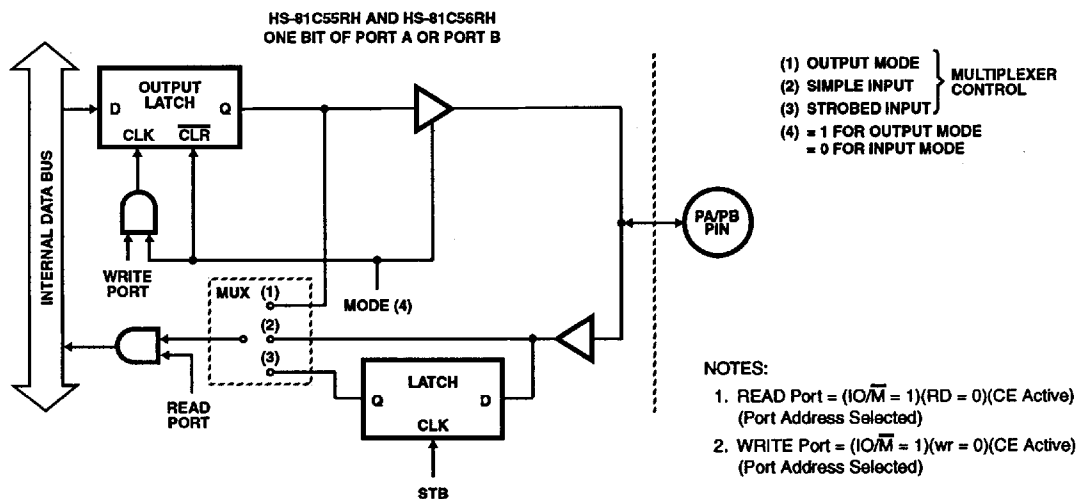 HS-81C55RH AND HS-81C56RH
ONE BIT OF PORT A OR PORT B
OUTPUT
LATCH
D
Q
CLK
C̅L̅R̅
INTERNAL DATA BUS
WRITE
PORT
MODE (4)
MUX
(1)
(2)
(3)
READ
PORT
LATCH
Q
D
CLK
STB
PA/PB
PIN
(1) OUTPUT MODE
(2) SIMPLE INPUT
(3) STROBED INPUT
MULTIPLEXER
CONTROL
(4) = 1 FOR OUTPUT MODE
= 0 FOR INPUT MODE
NOTES:
1. READ Port = (IO/M̅ = 1)(RD = 0)(CE Active)
(Port Address Selected)
2. WRITE Port = (IO/M̅ = 1)(wr = 0)(CE Active)
(Port Address Selected)